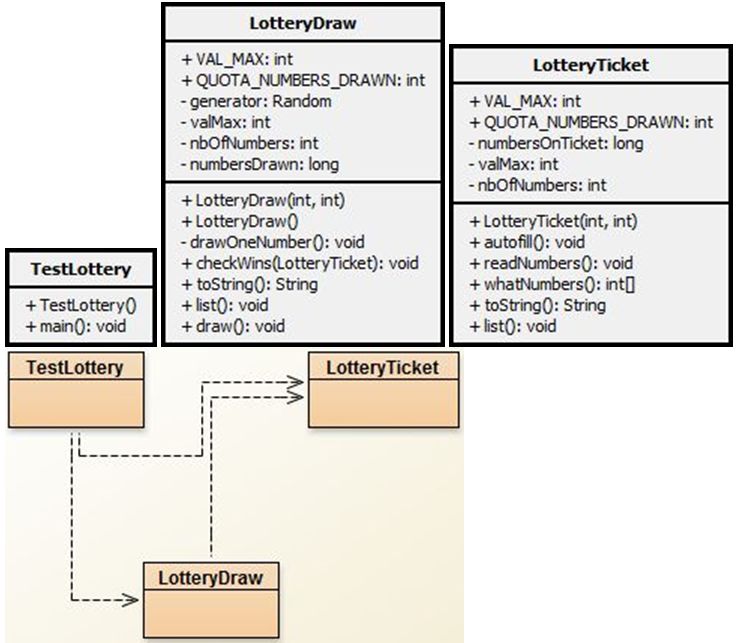 LotteryDraw
+ VAL_MAX: int
+ QUOTA_NUMBERS_DRAWN: int
- generator: Random
- valMax: int
- nbOfNumbers: int
- numbersDrawn: long
+ LotteryDraw(int, int)
+ LotteryDraw()
- drawOneNumber(): void
+ checkWins(LotteryTicket): void
+ toString(): String
+ list(): void
+ draw(): void
LotteryTicket
+ VAL_MAX: int
+ QUOTA_NUMBERS_DRAWN: int
- numbersOnTicket: long
- valMax: int
- nbOfNumbers: int
+ LotteryTicket(int, int)
+ autofill(): void
+ readNumbers(): void
+ whatNumbers(): int[]
+ toString(): String
+ list(): void
TestLottery
+ TestLottery()
+ main(): void
TestLottery
LotteryTicket
LotteryDraw